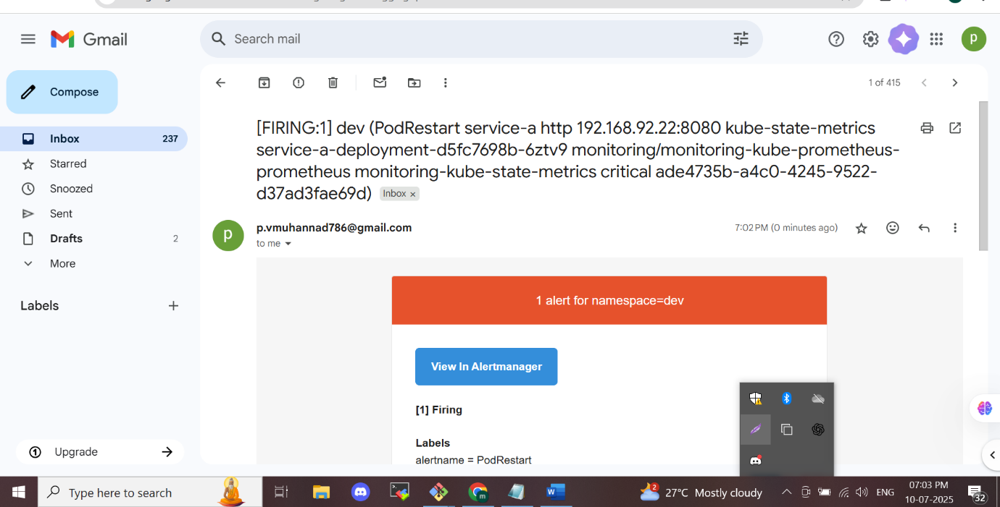 Gmail
Search mail
p
Compose
1 of 415
Inbox 237
Starred
Snoozed
Sent
Drafts 2
More
Labels
Upgrade
[FIRING:1] dev (PodRestart service-a http 192.168.92.22:8080 kube-state-metrics
service-a-deployment-d5fc7698b-6ztv9 monitoring/monitoring-kube-prometheus-
prometheus monitoring-kube-state-metrics critical ade4735b-a4c0-4245-9522-
d37ad3fae69d) Inbox ×
p
p.vmuhannad786@gmail.com 7:02 PM (0 minutes ago)
to me
1 alert for namespace=dev
View In Alertmanager
[1] Firing
Labels
alertname = PodRestart
Type here to search
m
W
2
27°C Mostly cloudy
ENG
07:03 PM
10-07-2025
32